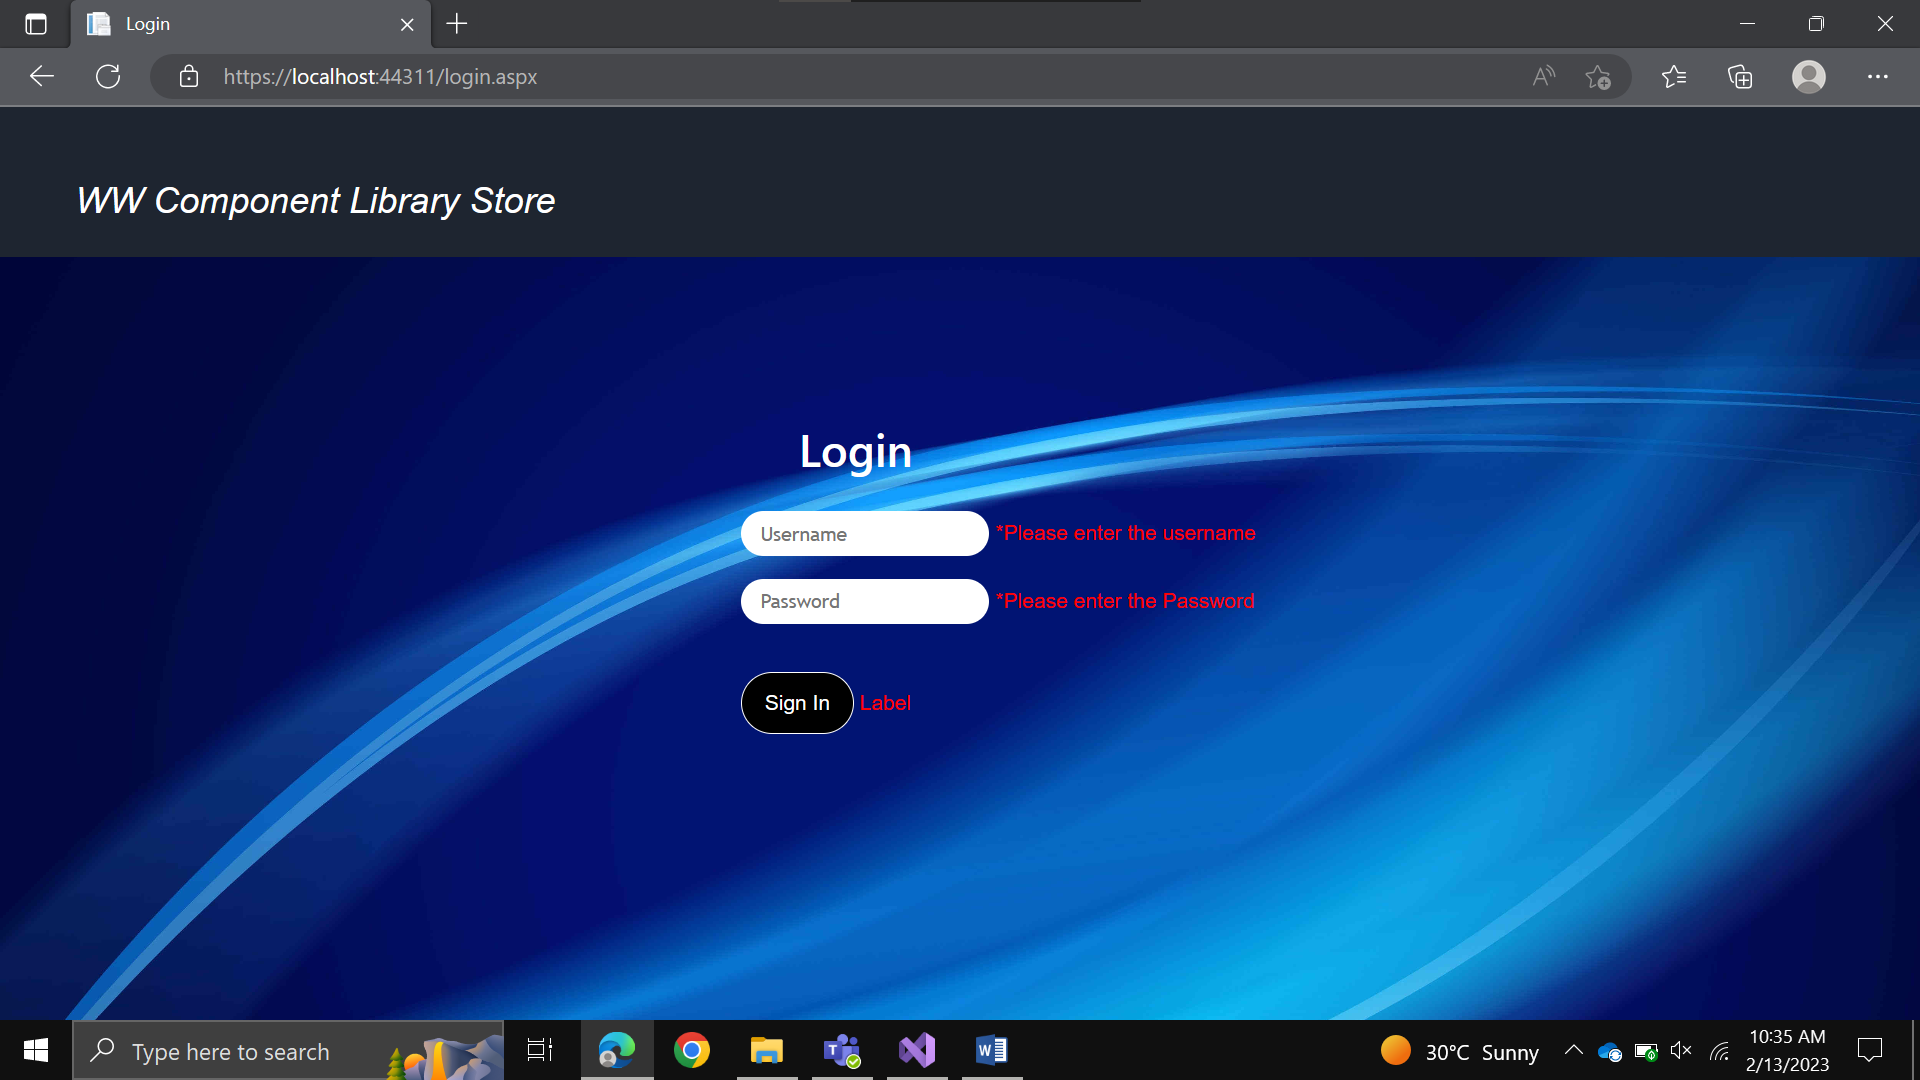 Login
https://localhost:44311/login.aspx
WW Component Library Store
Login
Username *Please enter the username
Password *Please enter the Password
Sign In Label
Type here to search
30°C Sunny
10:35 AM
2/13/2023